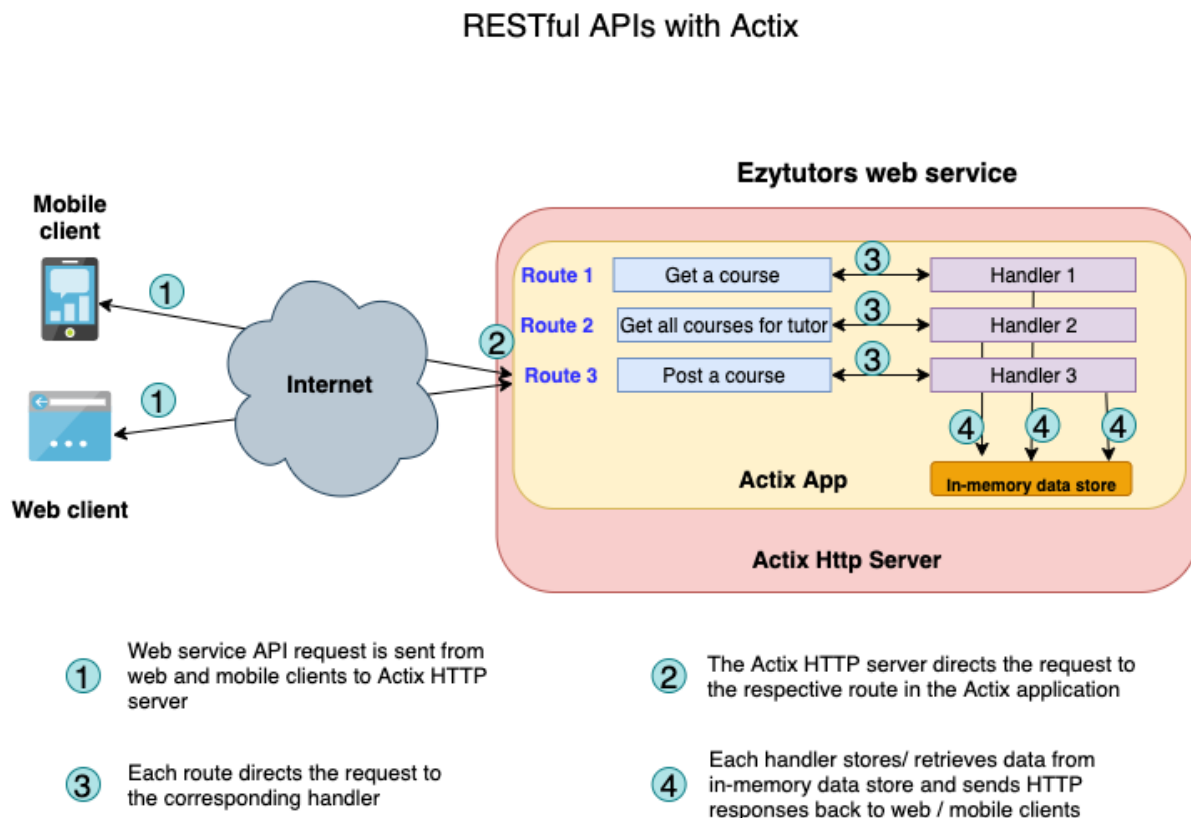 RESTful APIs with Actix
Ezytutors web service
Mobile
client
1
Route 1
Get a course
3
Handler 1
Route 2
Get all courses for tutor
3
Handler 2
2
Route 3
Post a course
3
Handler 3
Internet
1
4
4
4
Web client
Actix App
In-memory data store
Actix Http Server
1
Web service API request is sent from
web and mobile clients to Actix HTTP
server
2
The Actix HTTP server directs the request to
the respective route in the Actix application
3
Each route directs the request to
the corresponding handler
4
Each handler stores/ retrieves data from
in-memory data store and sends HTTP
responses back to web / mobile clients